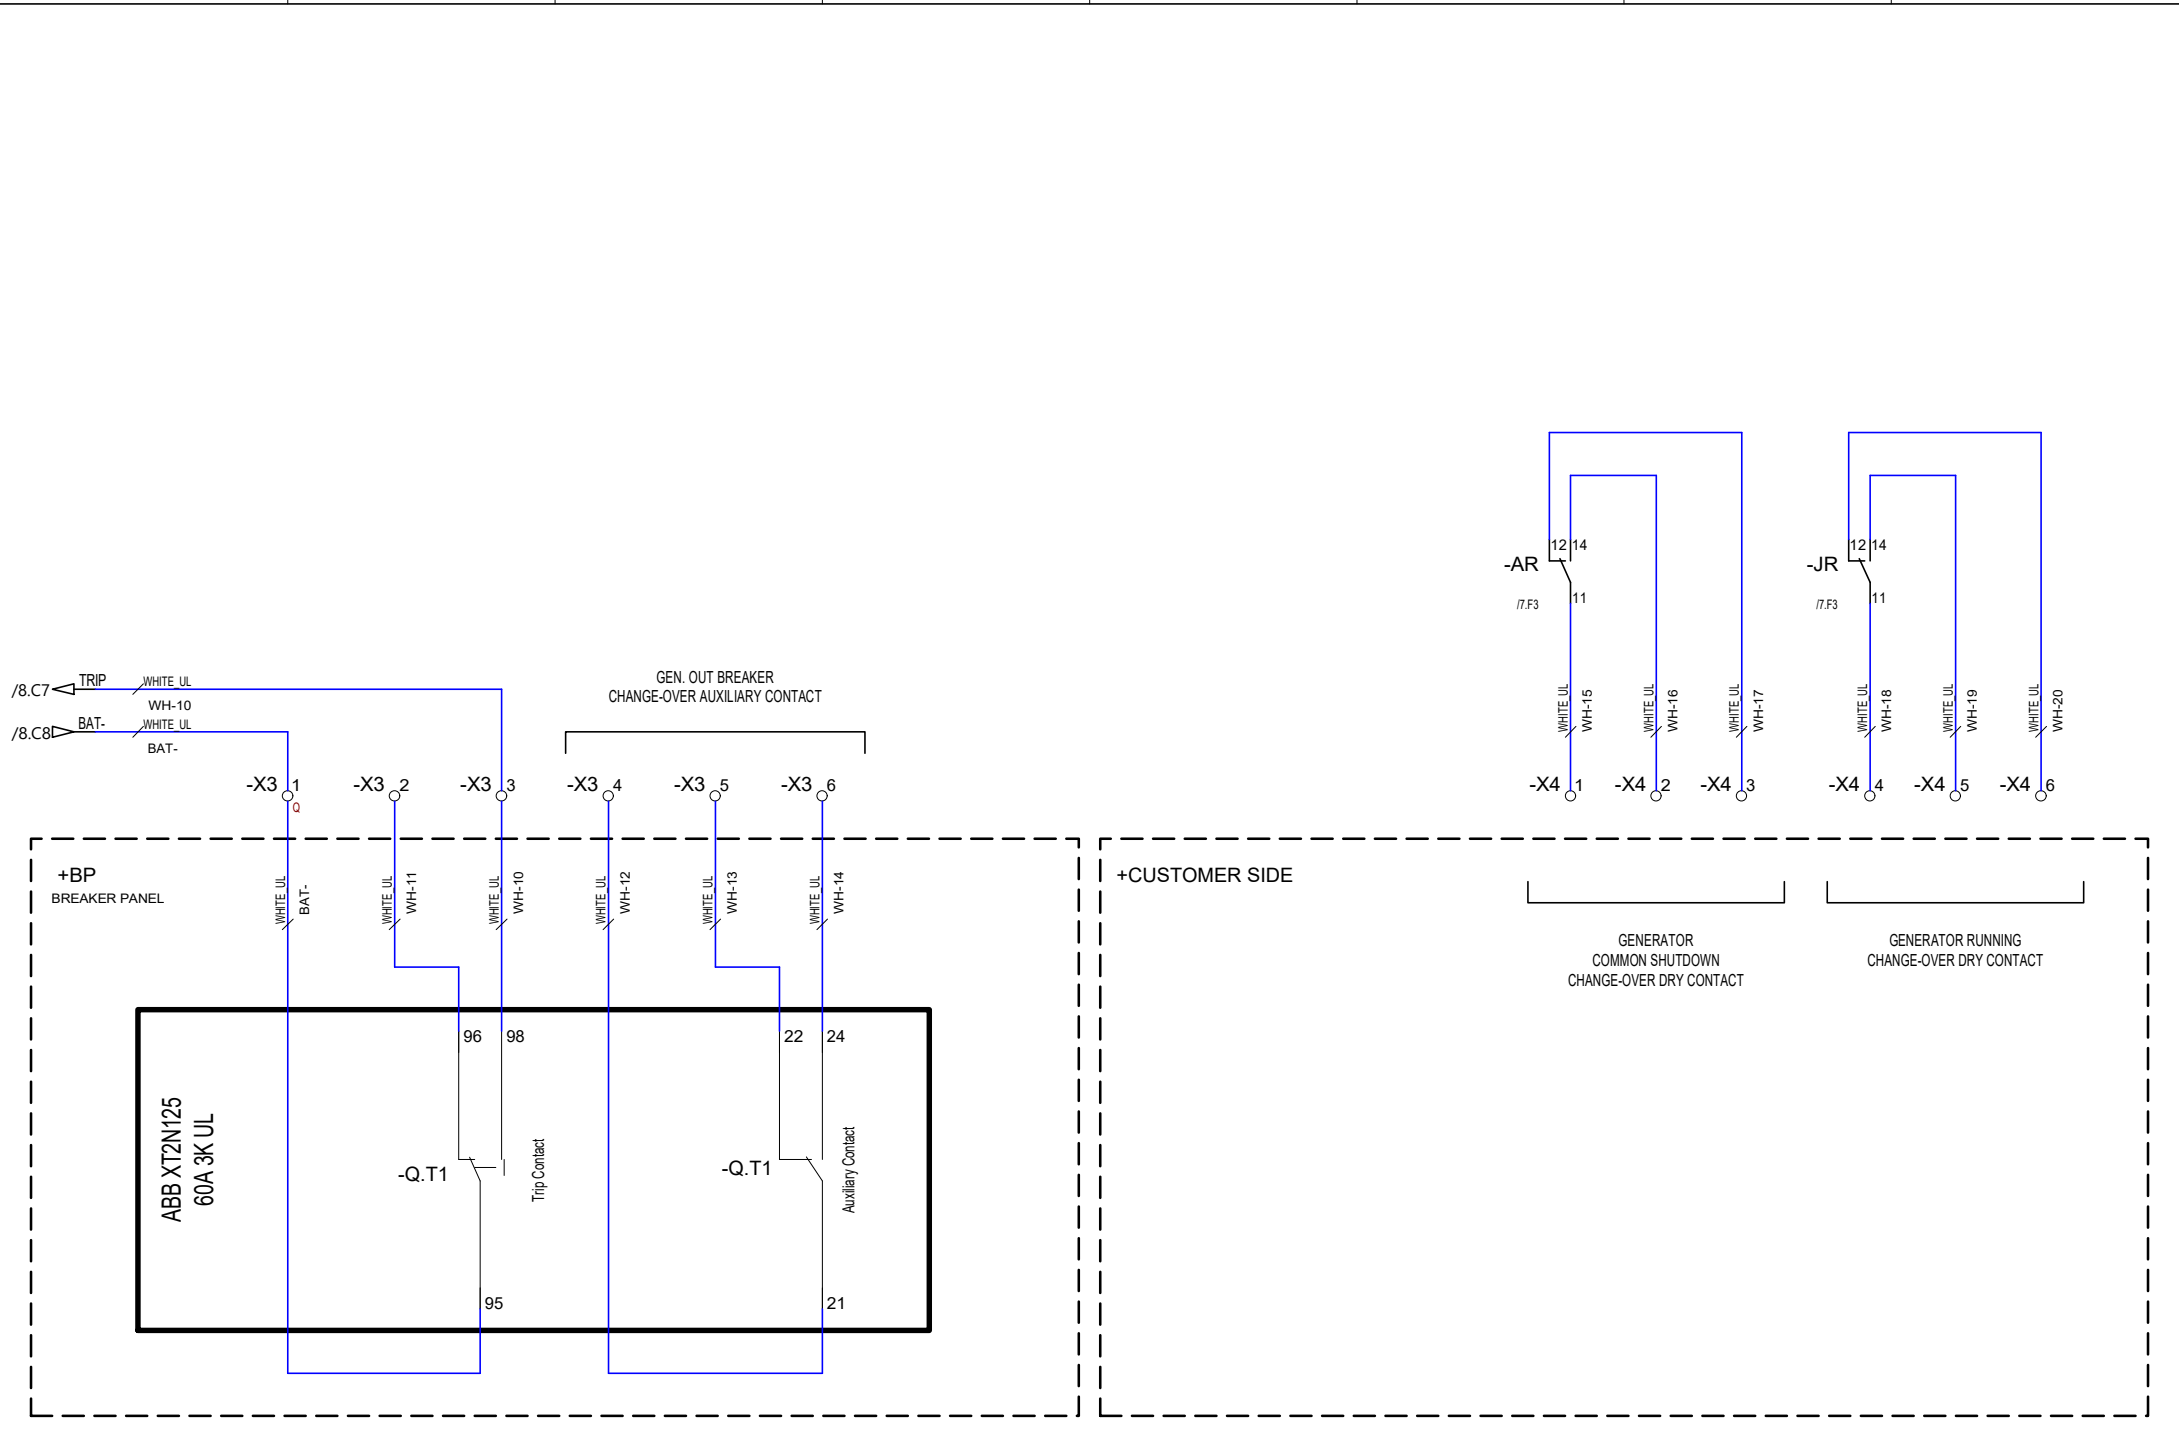 12 14
-AR
/7.F3
11
12 14
-JR
/7.F3
11
/8.C7
TRIP
WHITE_UL
WH-10
/8.C8
BAT-
WHITE_UL
BAT-
GEN. OUT BREAKER
CHANGE-OVER AUXILIARY CONTACT
WHITE_UL
WH-15
WHITE_UL
WH-16
WHITE_UL
WH-17
WHITE_UL
WH-18
WHITE_UL
WH-19
WHITE_UL
WH-20
-X3 1
Q
-X3 2
-X3 3
-X3 4
-X3 5
-X3 6
-X4 1
-X4 2
-X4 3
-X4 4
-X4 5
-X4 6
+BP
BREAKER PANEL
WHITE_UL
BAT-
WHITE_UL
WH-11
WHITE_UL
WH-10
WHITE_UL
WH-12
WHITE_UL
WH-13
WHITE_UL
WH-14
96 98
22 24
ABB XT2N125
60A 3K UL
-Q.T1
Trip Contact
-Q.T1
Auxiliary Contact
95
21
+CUSTOMER SIDE
GENERATOR
COMMON SHUTDOWN
CHANGE-OVER DRY CONTACT
GENERATOR RUNNING
CHANGE-OVER DRY CONTACT